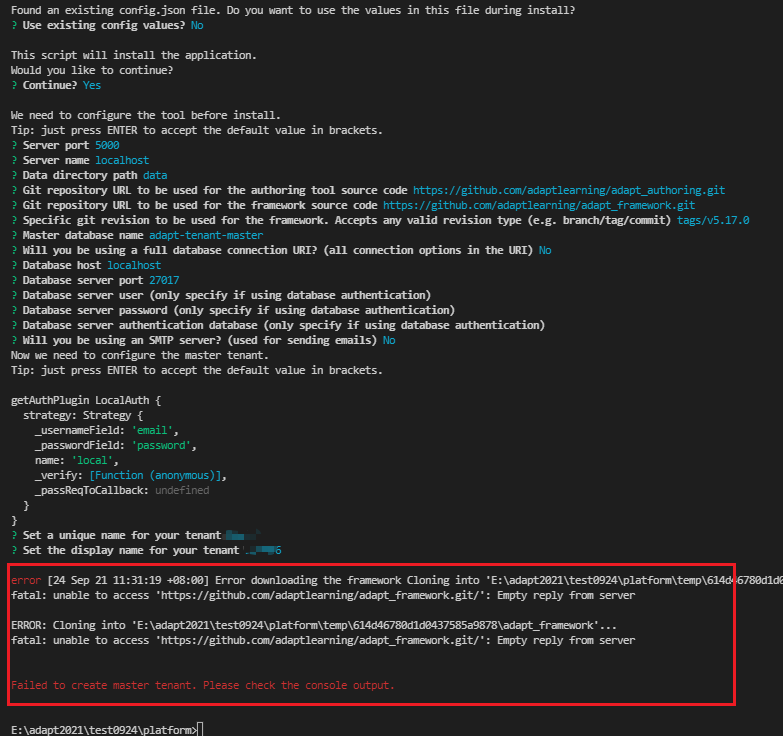 Found an existing config.json file. Do you want to use the values in this file during install?
? Use existing config values? No
This script will install the application.
Would you like to continue?
? Continue? Yes
We need to configure the tool before install.
Tip: just press ENTER to accept the default value in brackets.
? Server port 5000
? Server name localhost
? Data directory path data
? Git repository URL to be used for the authoring tool source code https://github.com/adaptlearning/adapt_authoring.git
? Git repository URL to be used for the framework source code https://github.com/adaptlearning/adapt_framework.git
? Specific git revision to be used for the framework. Accepts any valid revision type (e.g. branch/tag/commit) tags/v5.17.0
? Master database name adapt-tenant-master
? Will you be using a full database connection URI? (all connection options in the URI) No
? Database host localhost
? Database server port 27017
? Database server user (only specify if using database authentication)
? Database server password (only specify if using database authentication)
? Database server authentication database (only specify if using database authentication)
? Will you be using an SMTP server? (used for sending emails) No
Now we need to configure the master tenant.
Tip: just press ENTER to accept the default value in brackets.
getAuthPlugin LocalAuth {
  strategy: Strategy {
    _usernameField: 'email',
    _passwordField: 'password',
    name: 'local',
    _verify: [Function (anonymous)],
    _passReqToCallback: undefined
  }
}
? Set a unique name for your tenant
? Set the display name for your tenant 6
error [24 Sep 21 11:31:19 +08:00] Error downloading the framework Cloning into 'E:\adapt2021\test0924\platform\temp\614d46780d1d0
fatal: unable to access 'https://github.com/adaptlearning/adapt_framework.git/': Empty reply from server
ERROR: Cloning into 'E:\adapt2021\test0924\platform\temp\614d46780d1d0437585a9878\adapt_framework'...
fatal: unable to access 'https://github.com/adaptlearning/adapt_framework.git/': Empty reply from server
Failed to create master tenant. Please check the console output.
E:\adapt2021\test0924\platform>